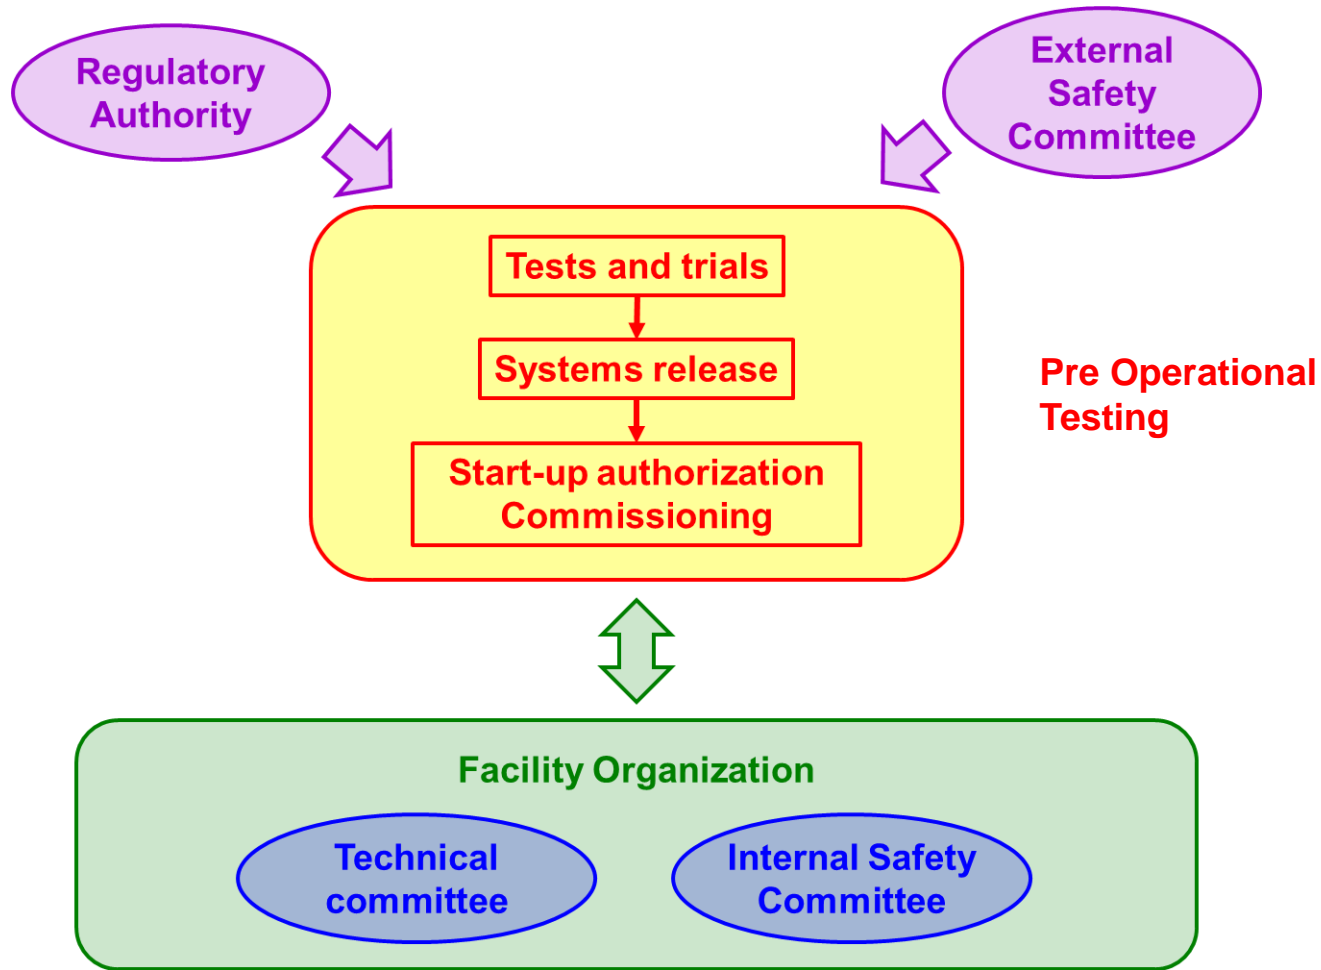 Regulatory
Authority
External
Safety
Committee
Tests and trials
Systems release
Start-up authorization
Commissioning
Pre Operational
Testing
Facility Organization
Technical
committee
Internal Safety
Committee